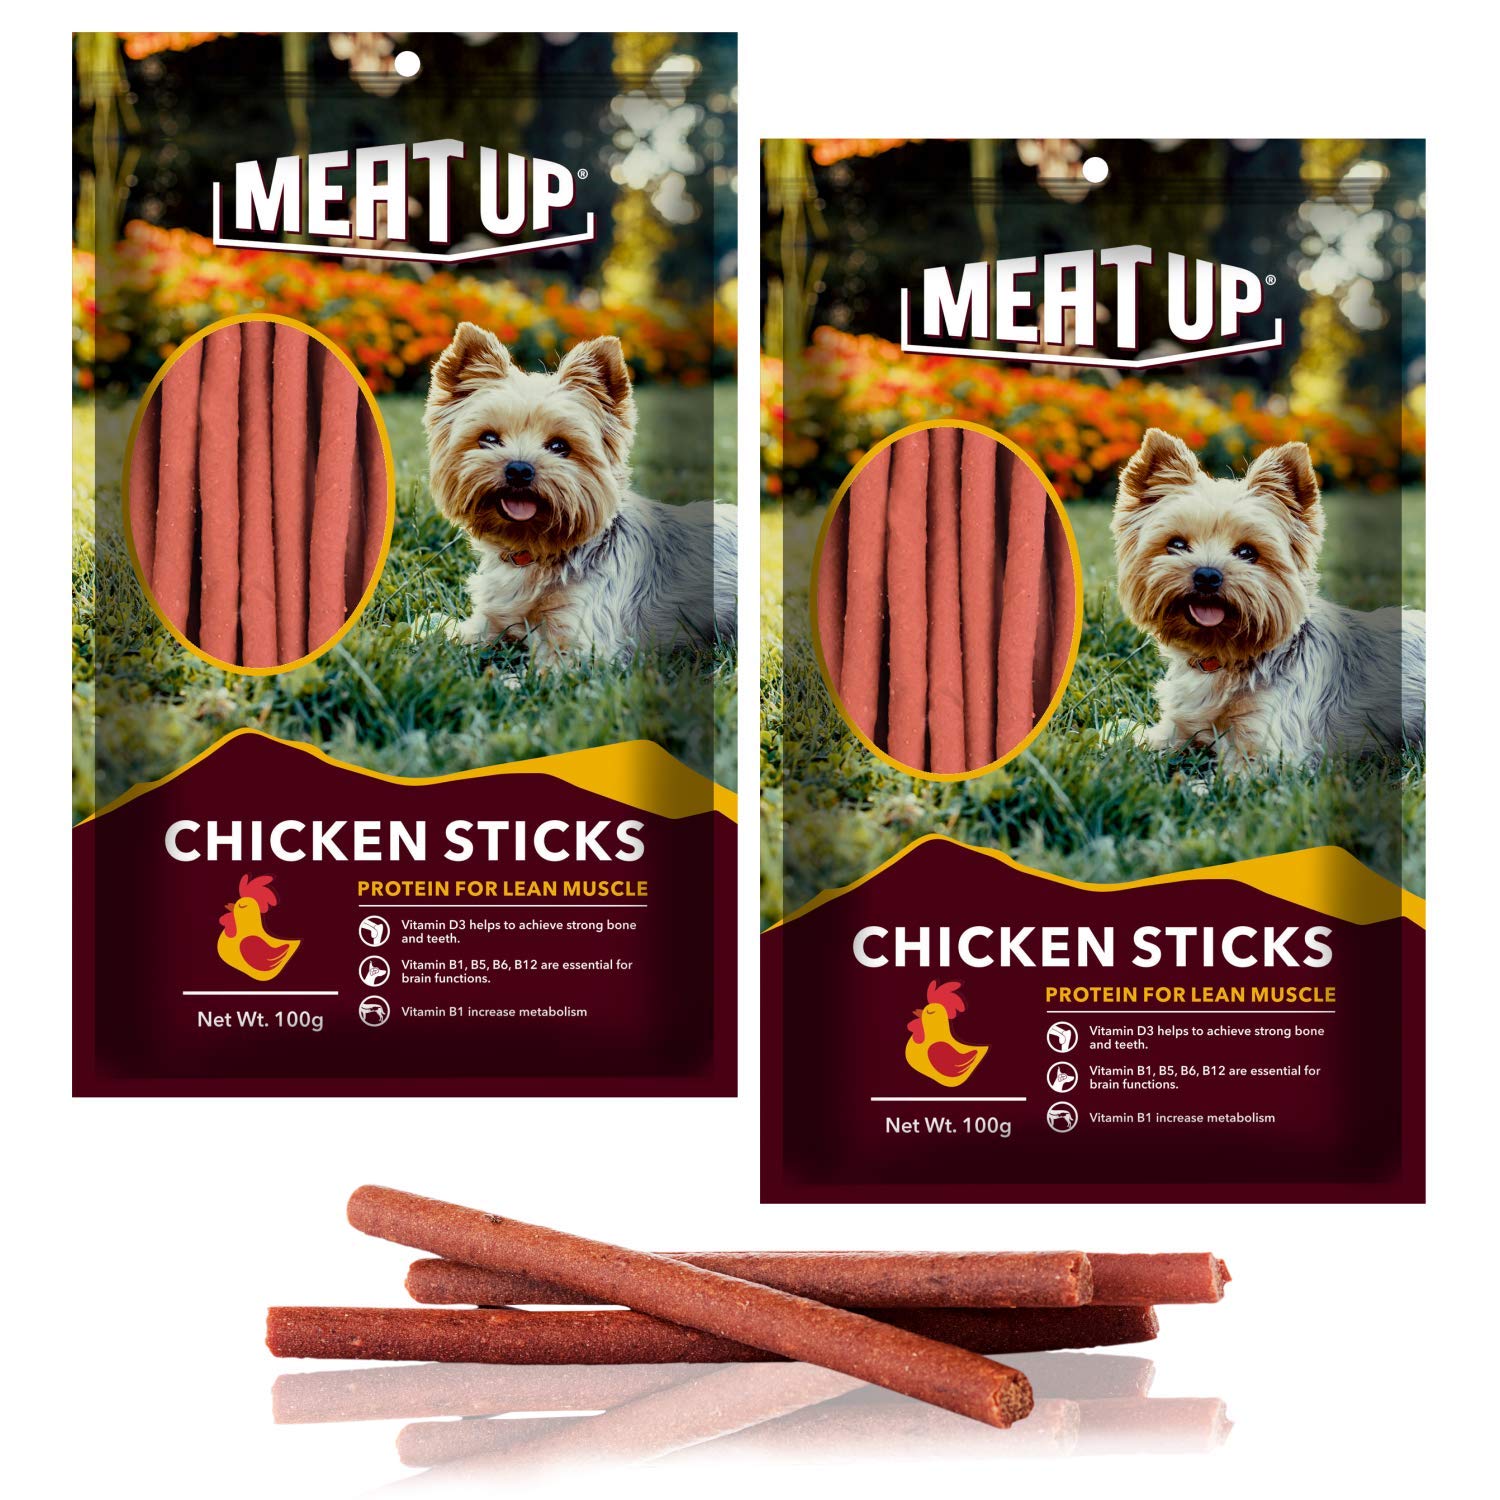 MEAT UP®
CHICKEN STICKS
PROTEIN FOR LEAN MUSCLE
Vitamin D3 helps to achieve strong bone
and teeth.
Vitamin B1, B5, B6, B12 are essential for
brain functions.
Vitamin B1 increase metabolism
Net Wt. 100g
MEAT UP®
CHICKEN STICKS
PROTEIN FOR LEAN MUSCLE
Vitamin D3 helps to achieve strong bone
and teeth.
Vitamin B1, B5, B6, B12 are essential for
brain functions.
Vitamin B1 increase metabolism
Net Wt. 100g